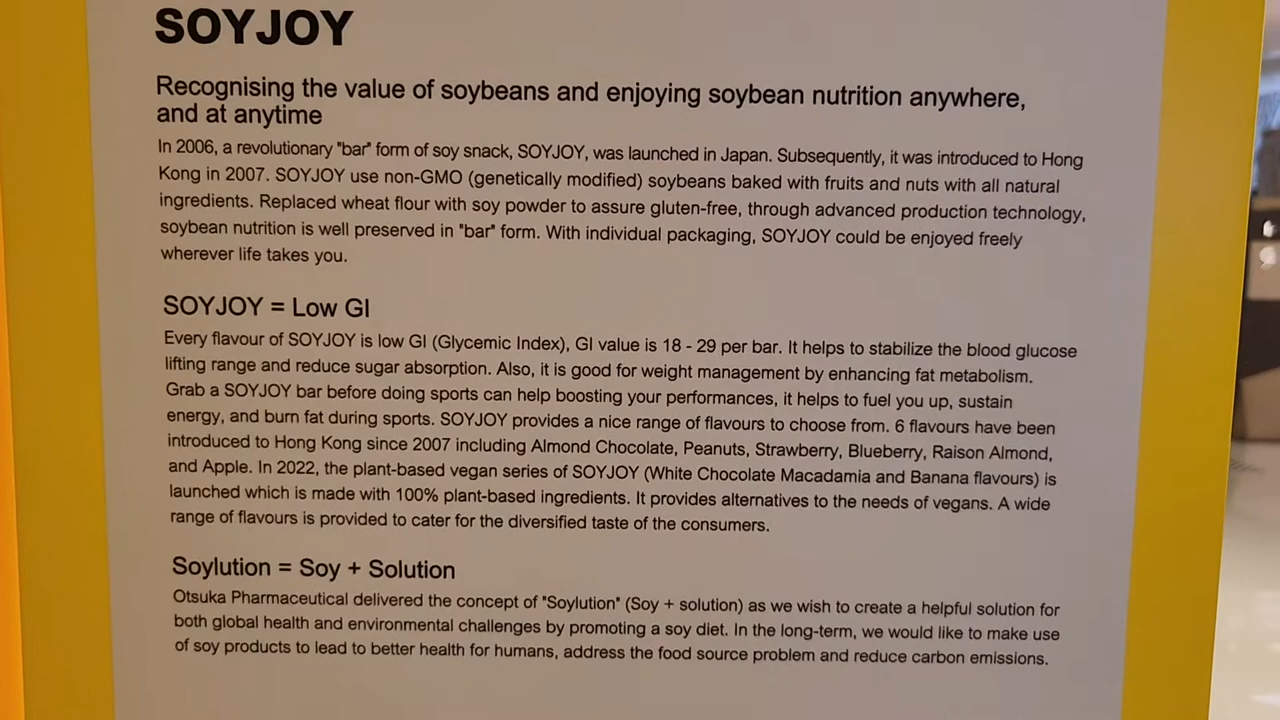 SOYJOY
Recognising the value of soybeans and enjoying soybean nutrition anywhere,
and at anytime
In 2006, a revolutionary "bar" form of soy snack, SOYJOY, was launched in Japan. Subsequently, it was introduced to Hong
Kong in 2007. SOYJOY use non-GMO (genetically modified) soybeans baked with fruits and nuts with all natural
ingredients. Replaced wheat flour with soy powder to assure gluten-free, through advanced production technology,
soybean nutrition is well preserved in "bar" form. With individual packaging, SOYJOY could be enjoyed freely
wherever life takes you.
SOYJOY = Low GI
Every flavour of SOYJOY is low GI (Glycemic Index), GI value is 18 - 29 per bar. It helps to stabilize the blood glucose
lifting range and reduce sugar absorption. Also, it is good for weight management by enhancing fat metabolism.
Grab a SOYJOY bar before doing sports can help boosting your performances, it helps to fuel you up, sustain
energy, and burn fat during sports. SOYJOY provides a nice range of flavours to choose from. 6 flavours have been
introduced to Hong Kong since 2007 including Almond Chocolate, Peanuts, Strawberry, Blueberry, Raison Almond,
and Apple. In 2022, the plant-based vegan series of SOYJOY (White Chocolate Macadamia and Banana flavours) is
launched which is made with 100% plant-based ingredients. It provides alternatives to the needs of vegans. A wide
range of flavours is provided to cater for the diversified taste of the consumers.
Soylution = Soy + Solution
Otsuka Pharmaceutical delivered the concept of "Soylution" (Soy + solution) as we wish to create a helpful solution for
both global health and environmental challenges by promoting a soy diet. In the long-term, we would like to make use
of soy products to lead to better health for humans, address the food source problem and reduce carbon emissions.